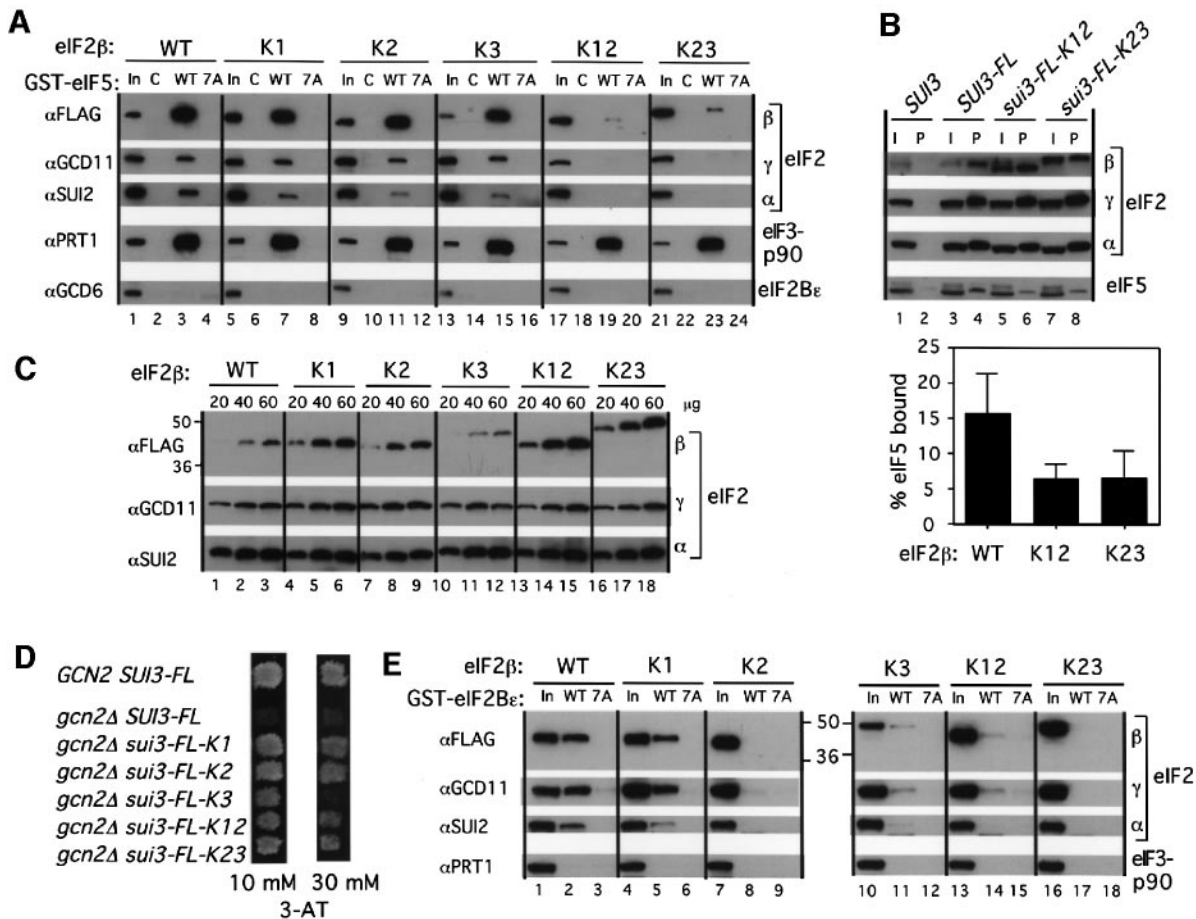 A
eIF2β: WT K1 K2 K3 K12 K23
GST-eIF5: In C WT 7A In C WT 7A In C WT 7A In C WT 7A In C WT 7A In C WT 7A
αFLAG β
αGCD11 γ eIF2
αSUI2 α
αPRT1 eIF3-
p90
αGCD6 eIF2Bε
1 2 3 4 5 6 7 8 9 10 11 12 13 14 15 16 17 18 19 20 21 22 23 24
B
SUI3 SUI3-FL sui3-FL-K12 sui3-FL-K23
I P I P I P I P
β
γ eIF2
α
eIF5
1 2 3 4 5 6 7 8
% eIF5 bound
25
20
15
10
5
0
eIF2β: WT K12 K23
C
eIF2β: WT K1 K2 K3 K12 K23
20 40 60 20 40 60 20 40 60 20 40 60 20 40 60 20 40 60 μg
50
αFLAG β
36
αGCD11 γ eIF2
αSUI2 α
1 2 3 4 5 6 7 8 9 10 11 12 13 14 15 16 17 18
D
GCN2 SUI3-FL
gcn2Δ SUI3-FL
gcn2Δ sui3-FL-K1
gcn2Δ sui3-FL-K2
gcn2Δ sui3-FL-K3
gcn2Δ sui3-FL-K12
gcn2Δ sui3-FL-K23
10 mM 30 mM
3-AT
E
eIF2β: WT K1 K2 K3 K12 K23
GST-eIF2Bε: In WT 7A In WT 7A In WT 7A In WT 7A In WT 7A In WT 7A
αFLAG 50 β
36
αGCD11 γ eIF2
αSUI2 α
αPRT1 eIF3-
p90
1 2 3 4 5 6 7 8 9 10 11 12 13 14 15 16 17 18